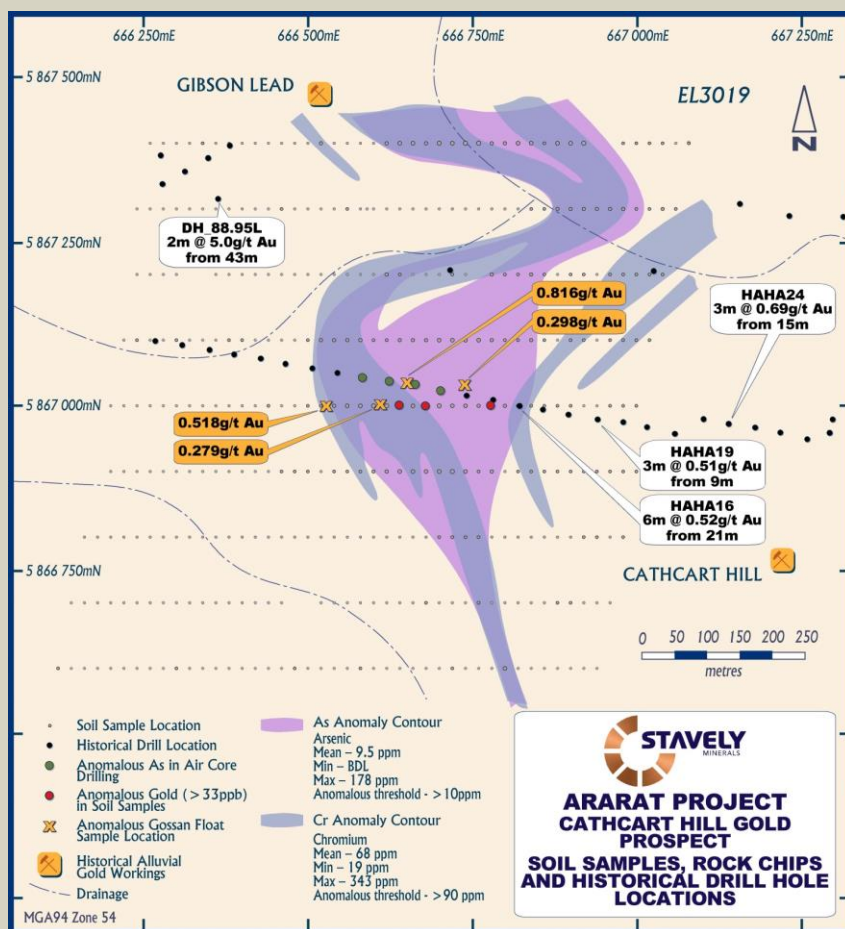 666 250mE
666 500mE
666 750mE
667 000mE
667 250mE
5 867 500mN
GIBSON LEAD
EL3019
N
5 867 250mN
DH_88.95L
2m @ 5.0g/t Au
from 43m
0.816g/t Au
0.298g/t Au
HAHA24
3m @ 0.69g/t Au
from 15m
5 867 000mN
0.518g/t Au
0.279g/t Au
HAHA19
3m @ 0.51g/t Au
from 9m
HAHA16
6m @ 0.52g/t Au
from 21m
5 866 750mN
CATHCART HILL
0 50 100 150 200 250
metres
Soil Sample Location
Historical Drill Location
Anomalous As in Air Core
Drilling
Anomalous Gold (>33ppb)
in Soil Samples
Anomalous Gossan Float
Sample Location
Historical Alluvial
Gold Workings
Drainage
MGA94 Zone 54
As Anomaly Contour
Arsenic
Mean – 9.5 ppm
Min – BDL
Max – 178 ppm
Anomalous threshold - >10ppm
Cr Anomaly Contour
Chromium
Mean – 68 ppm
Min – 19 ppm
Max – 343 ppm
Anomalous threshold - >90 ppm
STAVELY
MINERALS
ARARAT PROJECT
CATHCART HILL GOLD
PROSPECT
SOIL SAMPLES, ROCK CHIPS
AND HISTORICAL DRILL HOLE
LOCATIONS